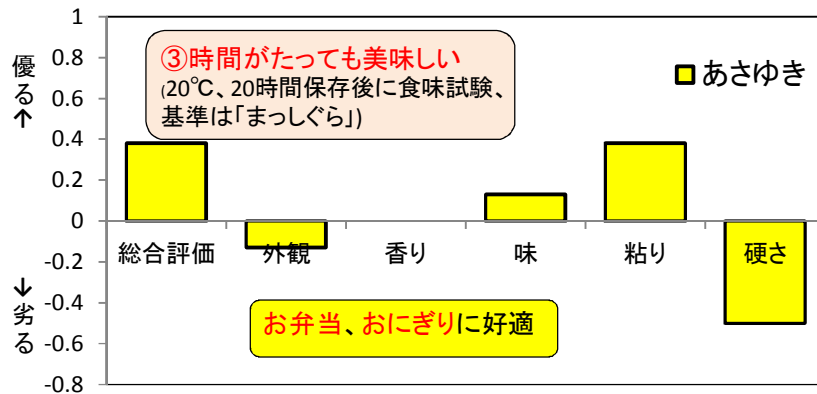 1
0.8
0.6
0.4
0.2
0
-0.2
-0.4
-0.6
-0.8
優る↑
↓劣る
③時間がたっても美味しい
(20℃、20時間保存後に食味試験、
基準は「まっしぐら」)
あさゆき
総合評価 外観 香り 味 粘り 硬さ
お弁当、おにぎりに好適